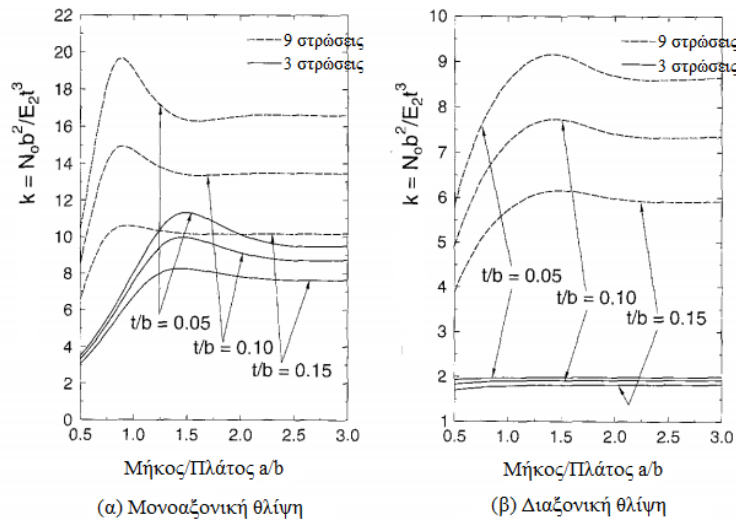 k = N₀b²/E₂t³
22
20
18
16
14
12
10
8
6
4
2
0
9 στρώσεις
3 στρώσεις
t/b = 0.05
t/b = 0.10
t/b = 0.15
0.5 1.0 1.5 2.0 2.5 3.0
Μήκος/Πλάτος a/b
(α) Μονοαξονική θλίψη
k = N₀b²/E₂t³
10
9
8
7
6
5
4
3
2
1
9 στρώσεις
3 στρώσεις
t/b = 0.05
t/b = 0.10
t/b = 0.15
0.5 1.0 1.5 2.0 2.5 3.0
Μήκος/Πλάτος a/b
(β) Διαξονική θλίψη